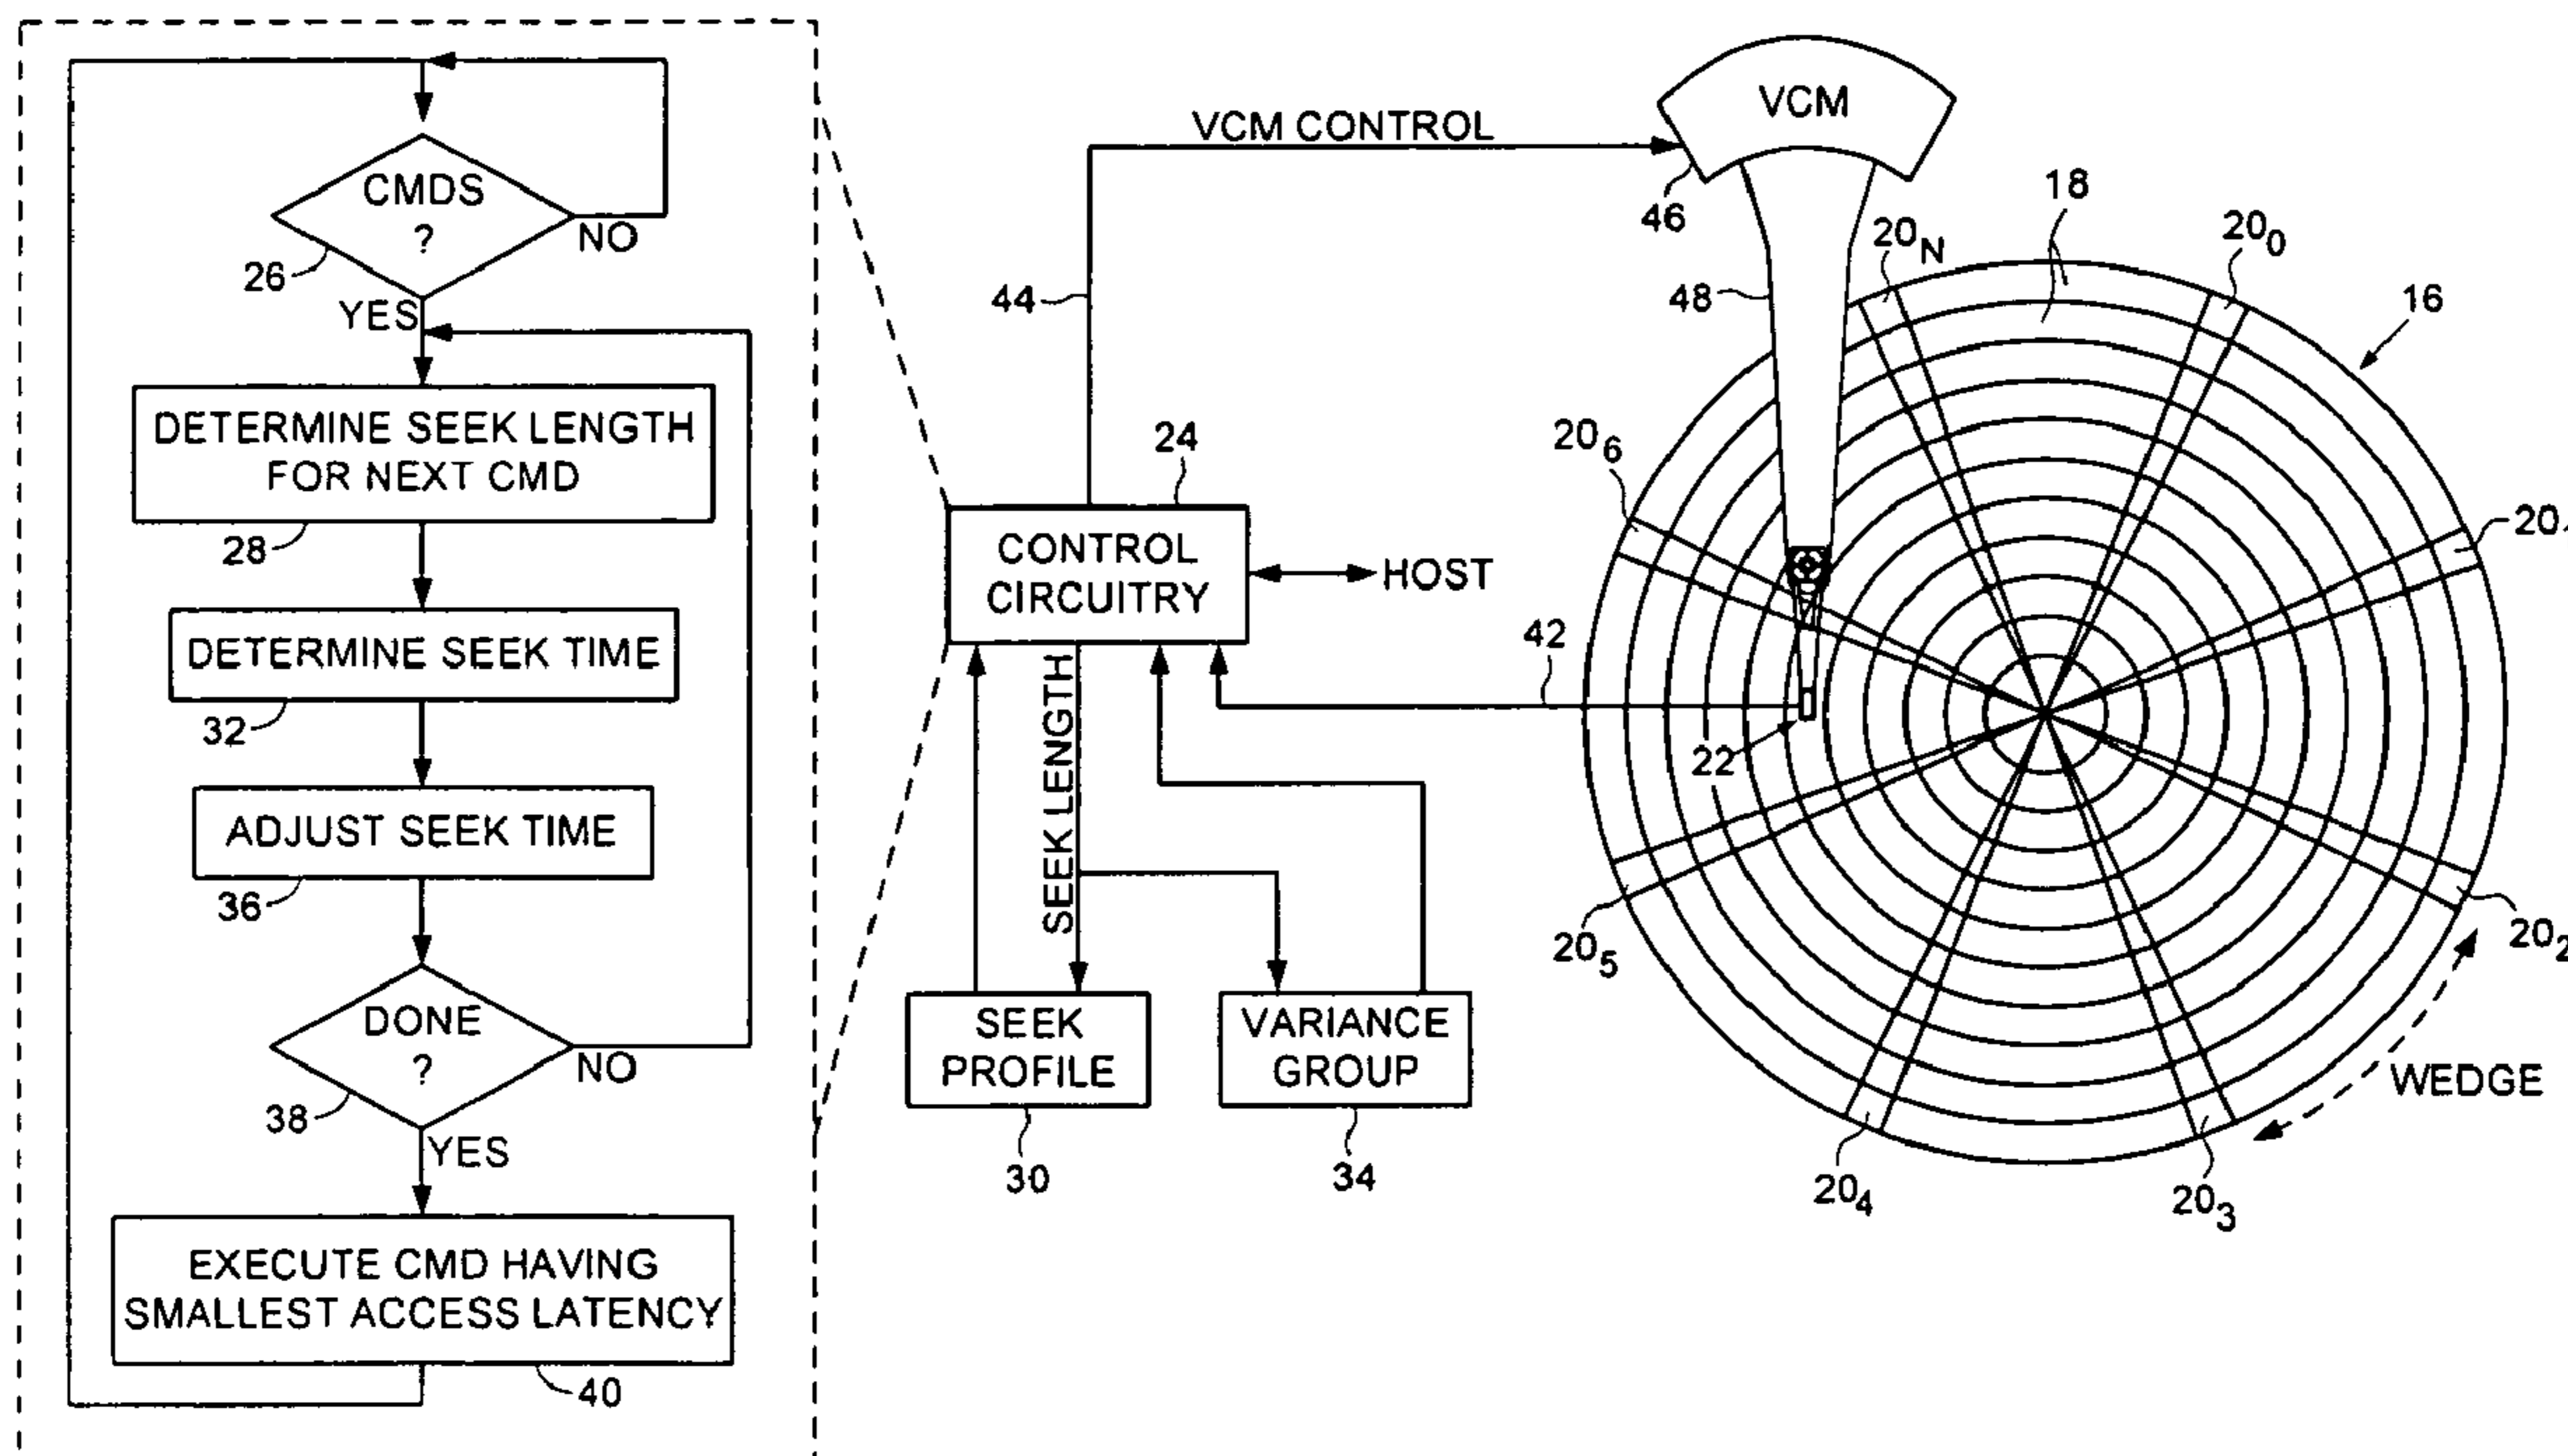 CMDS
?
NO
26
YES
DETERMINE SEEK LENGTH
FOR NEXT CMD
28
DETERMINE SEEK TIME
32
ADJUST SEEK TIME
36
DONE
?
NO
38
YES
EXECUTE CMD HAVING
SMALLEST ACCESS LATENCY
40
VCM CONTROL
44
24
CONTROL
CIRCUITRY
HOST
42
SEEK LENGTH
SEEK
PROFILE
30
VARIANCE
GROUP
34
VCM
46
48
18
16
22
20N
200
201
202
203
204
205
206
WEDGE